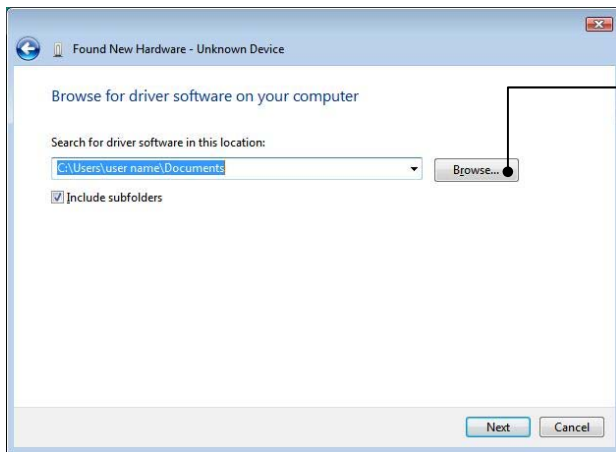 Found New Hardware - Unknown Device
Browse for driver software on your computer
Search for driver software in this location:
C:\Users\user name\Documents
Browse...
Include subfolders
Next
Cancel